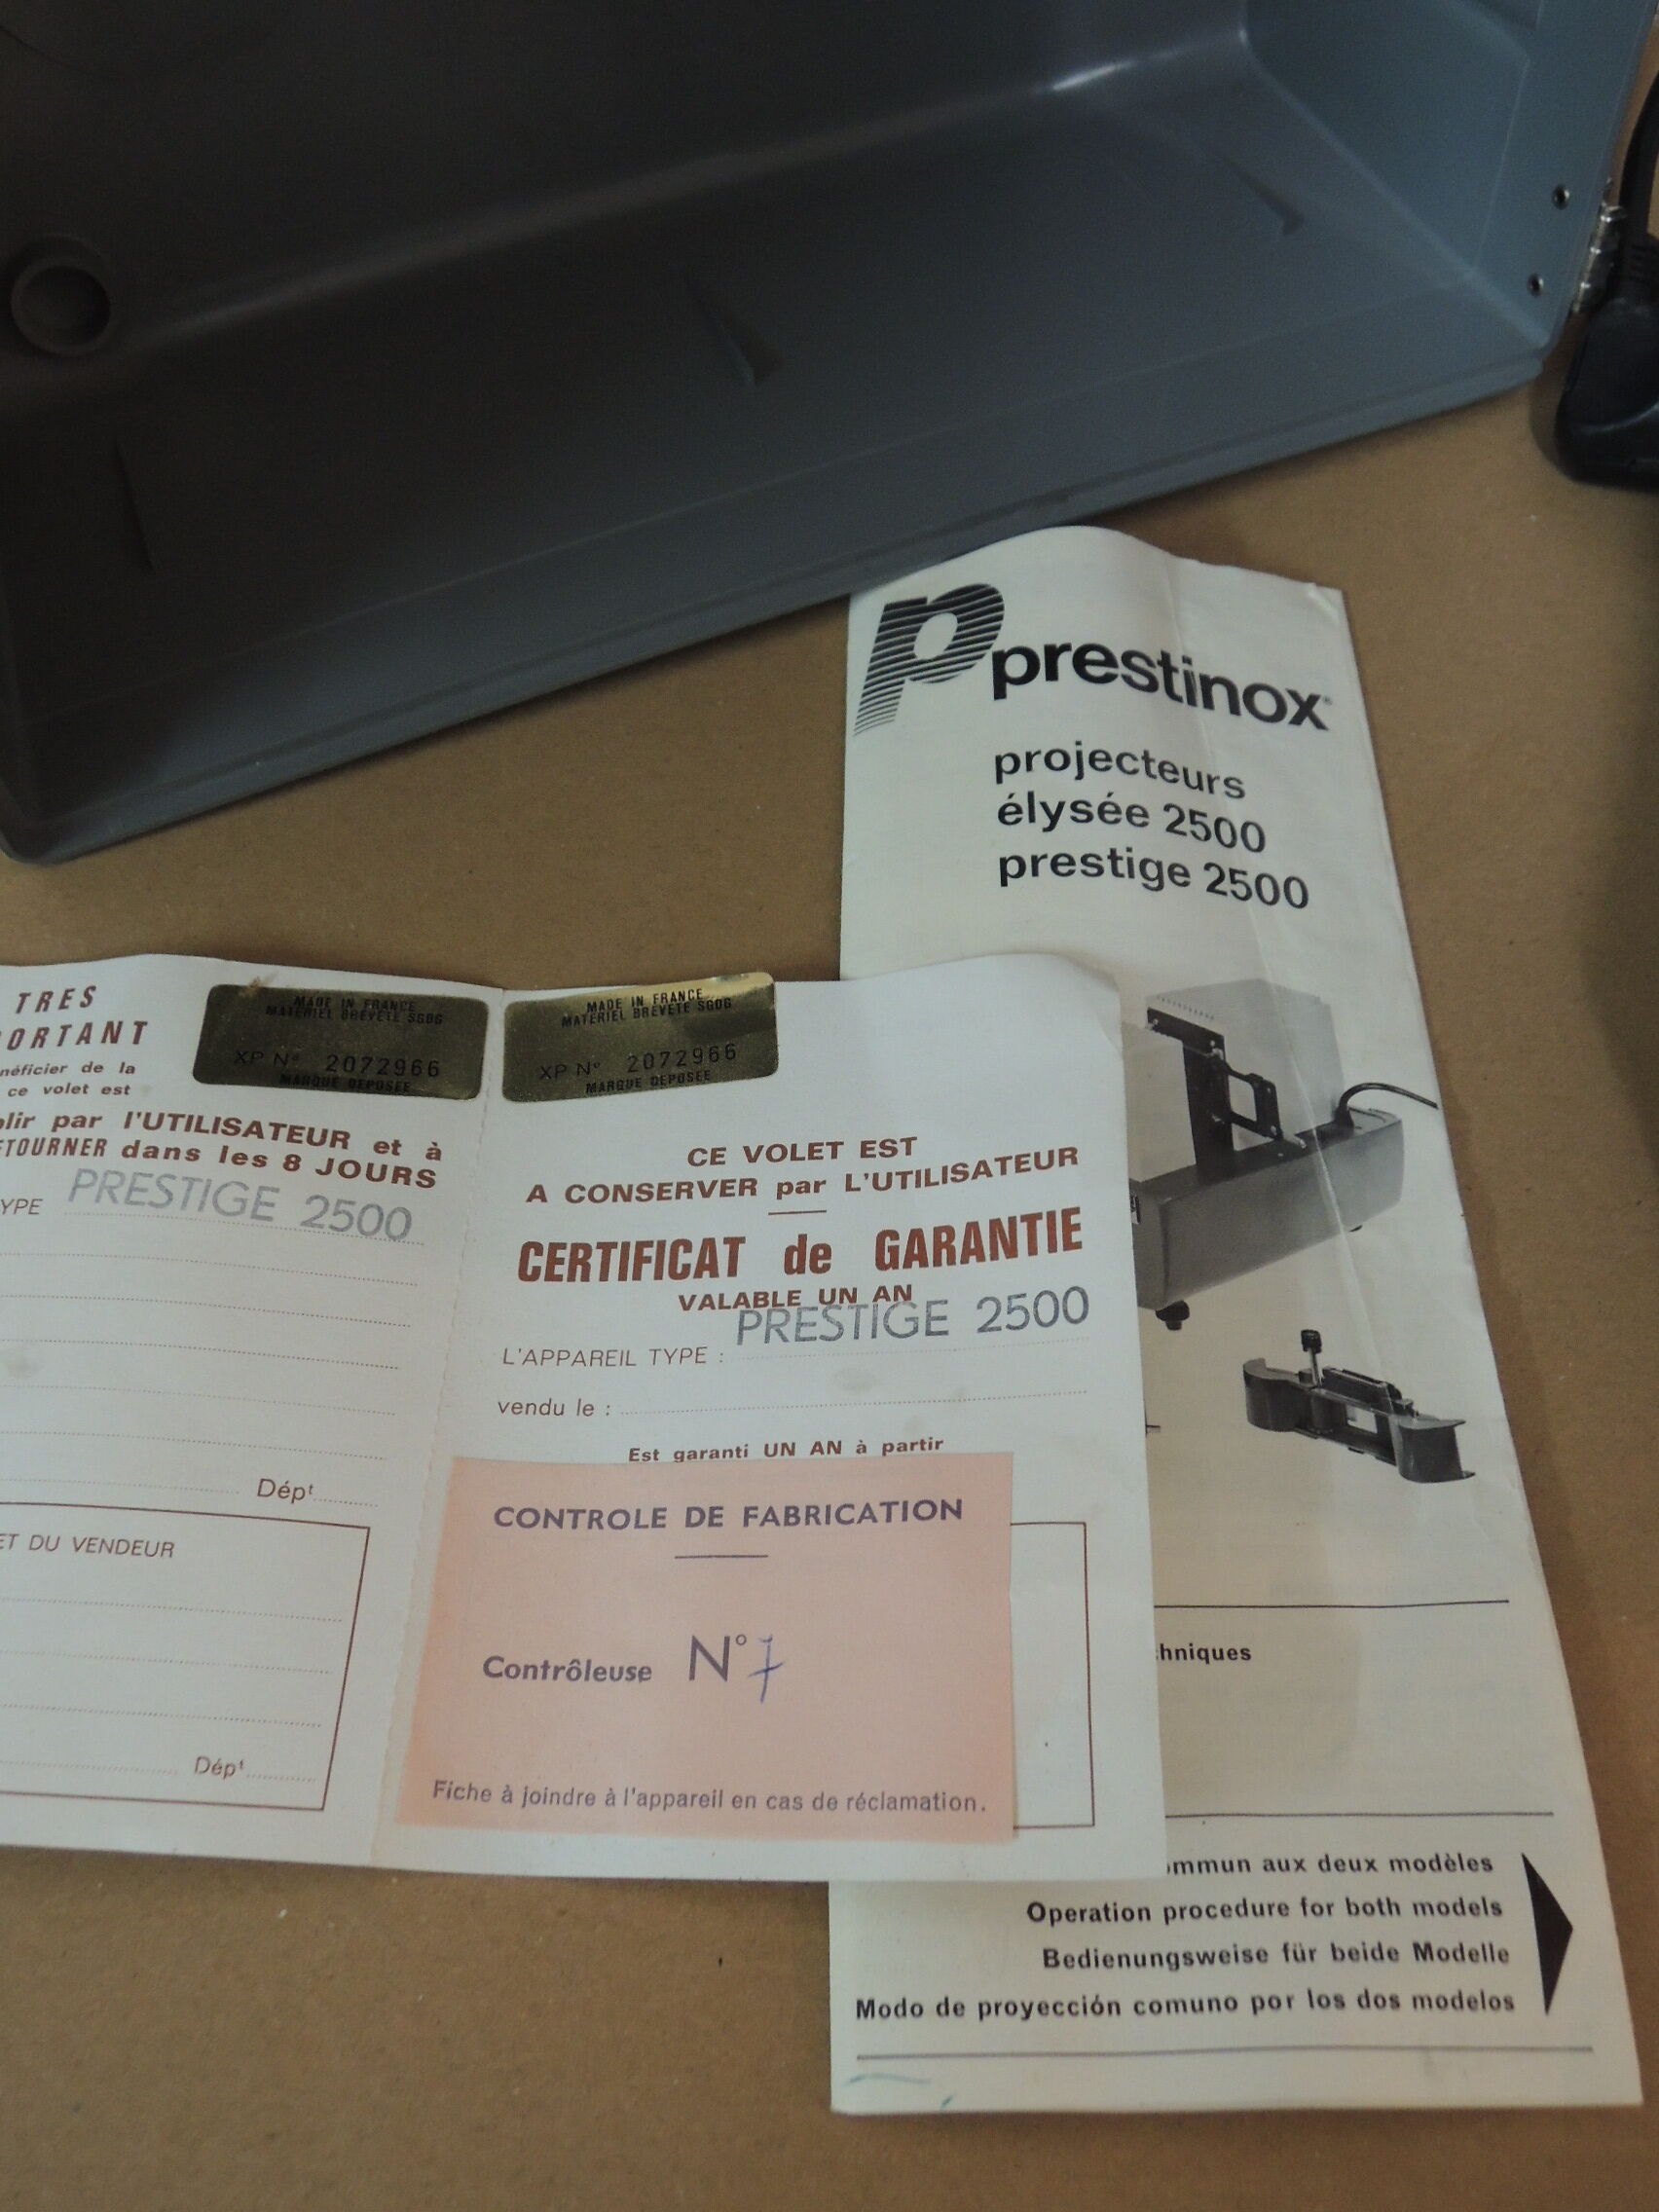 prestinox
projecteurs
élysée 2500
prestige 2500
TRES
ORTANT
néficier de la
ce volet est
plir par l'UTILISATEUR et à
ETOURNER dans les 8 JOURS
YPE PRESTIGE 2500
Dépt
ET DU VENDEUR
Dépt
MADE IN FRANCE
MATERIEL BREVETE SGDG
XP N° 2072966
MARQUE DEPOSEE
MADE IN FRANCE
MATERIEL BREVETE SGDG
XP N° 2072966
MARQUE DEPOSEE
CE VOLET EST
A CONSERVER par L'UTILISATEUR
CERTIFICAT de GARANTIE
VALABLE UN AN
PRESTIGE 2500
L'APPAREIL TYPE :
vendu le :
Est garanti UN AN à partir
CONTROLE DE FABRICATION
Contrôleuse N° 7
Fiche à joindre à l'appareil en cas de réclamation.
hniques
mmun aux deux modèles
Operation procedure for both models
Bedienungsweise für beide Modelle
Modo de proyección comuno por los dos modelos